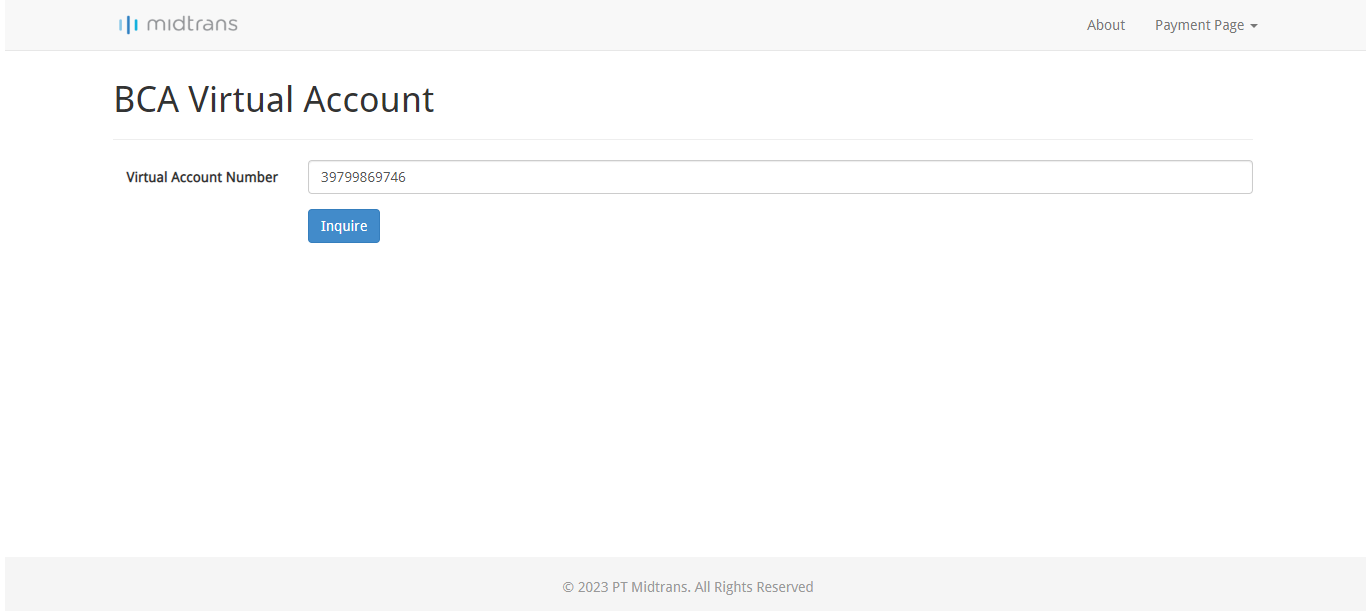 midtrans
About
Payment Page
BCA Virtual Account
Virtual Account Number
39799869746
Inquire
© 2023 PT Midtrans. All Rights Reserved